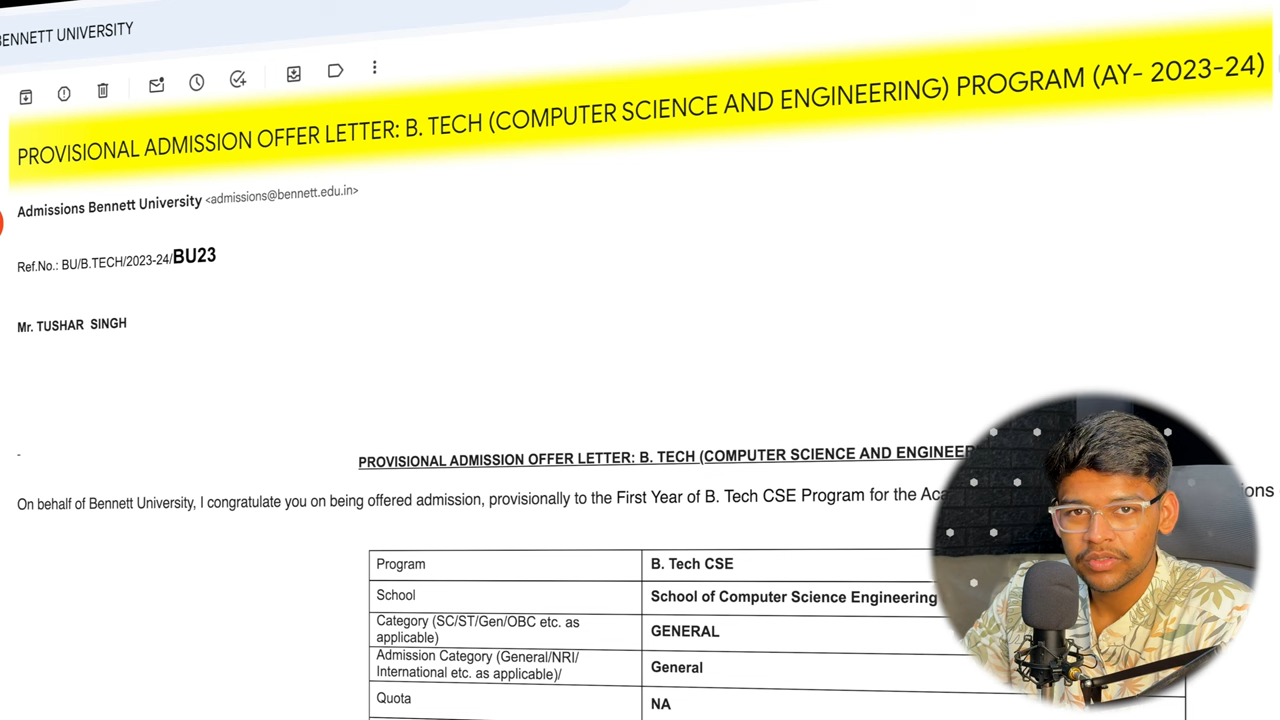 BENNETT UNIVERSITY
PROVISIONAL ADMISSION OFFER LETTER: B. TECH (COMPUTER SCIENCE AND ENGINEERING) PROGRAM (AY- 2023-24)
Admissions Bennett University <admissions@bennett.edu.in>
Ref.No.: BU/B.TECH/2023-24/BU23
Mr. TUSHAR SINGH
-
PROVISIONAL ADMISSION OFFER LETTER: B. TECH (COMPUTER SCIENCE AND ENGINEER
On behalf of Bennett University, I congratulate you on being offered admission, provisionally to the First Year of B. Tech CSE Program for the
Program B. Tech CSE
School School of Computer Science Engineering
Category (SC/ST/Gen/OBC etc. as
applicable) GENERAL
Admission Category (General/NRI/
International etc. as applicable)/ General
Quota NA